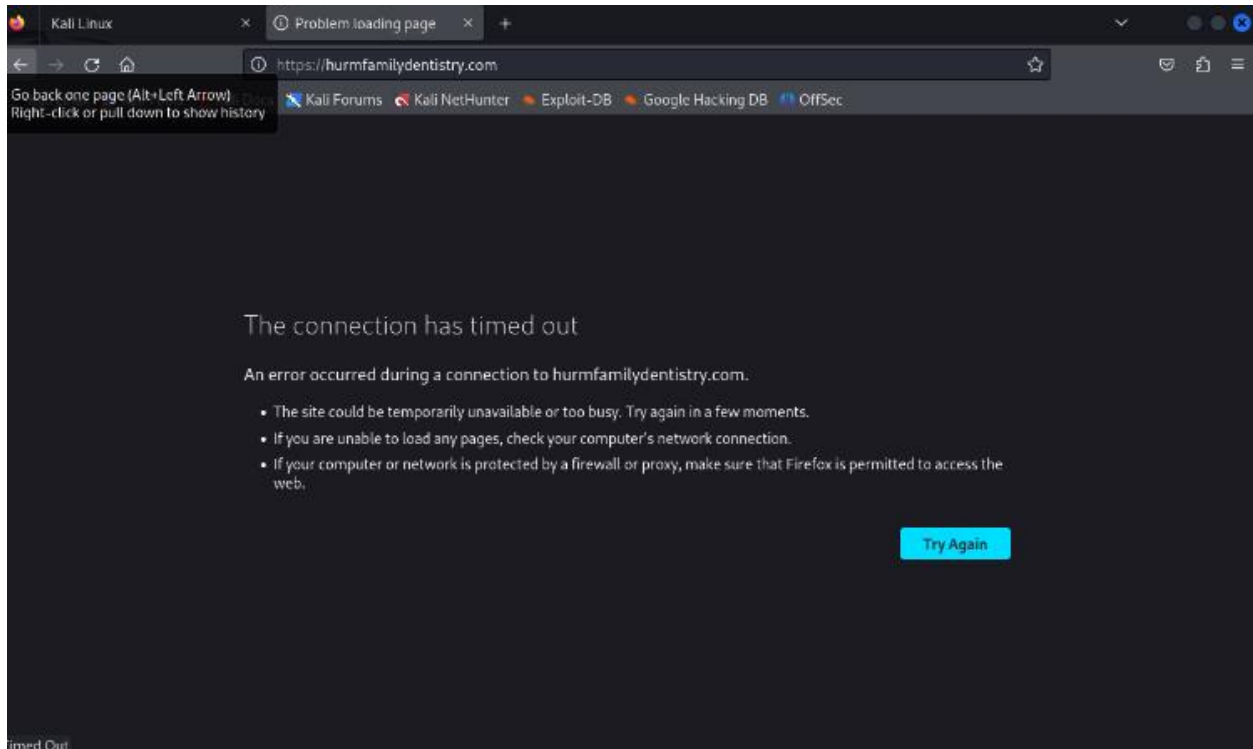 Kali Linux
Problem loading page
https://hurmfamilydentistry.com
Go back one page (Alt+Left Arrow)
Right-click or pull down to show history
Kali Forums Kali NetHunter Exploit-DB Google Hacking DB OffSec
The connection has timed out
An error occurred during a connection to hurmfamilydentistry.com.
• The site could be temporarily unavailable or too busy. Try again in a few moments.
• If you are unable to load any pages, check your computer's network connection.
• If your computer or network is protected by a firewall or proxy, make sure that Firefox is permitted to access the
web.
Try Again
Out